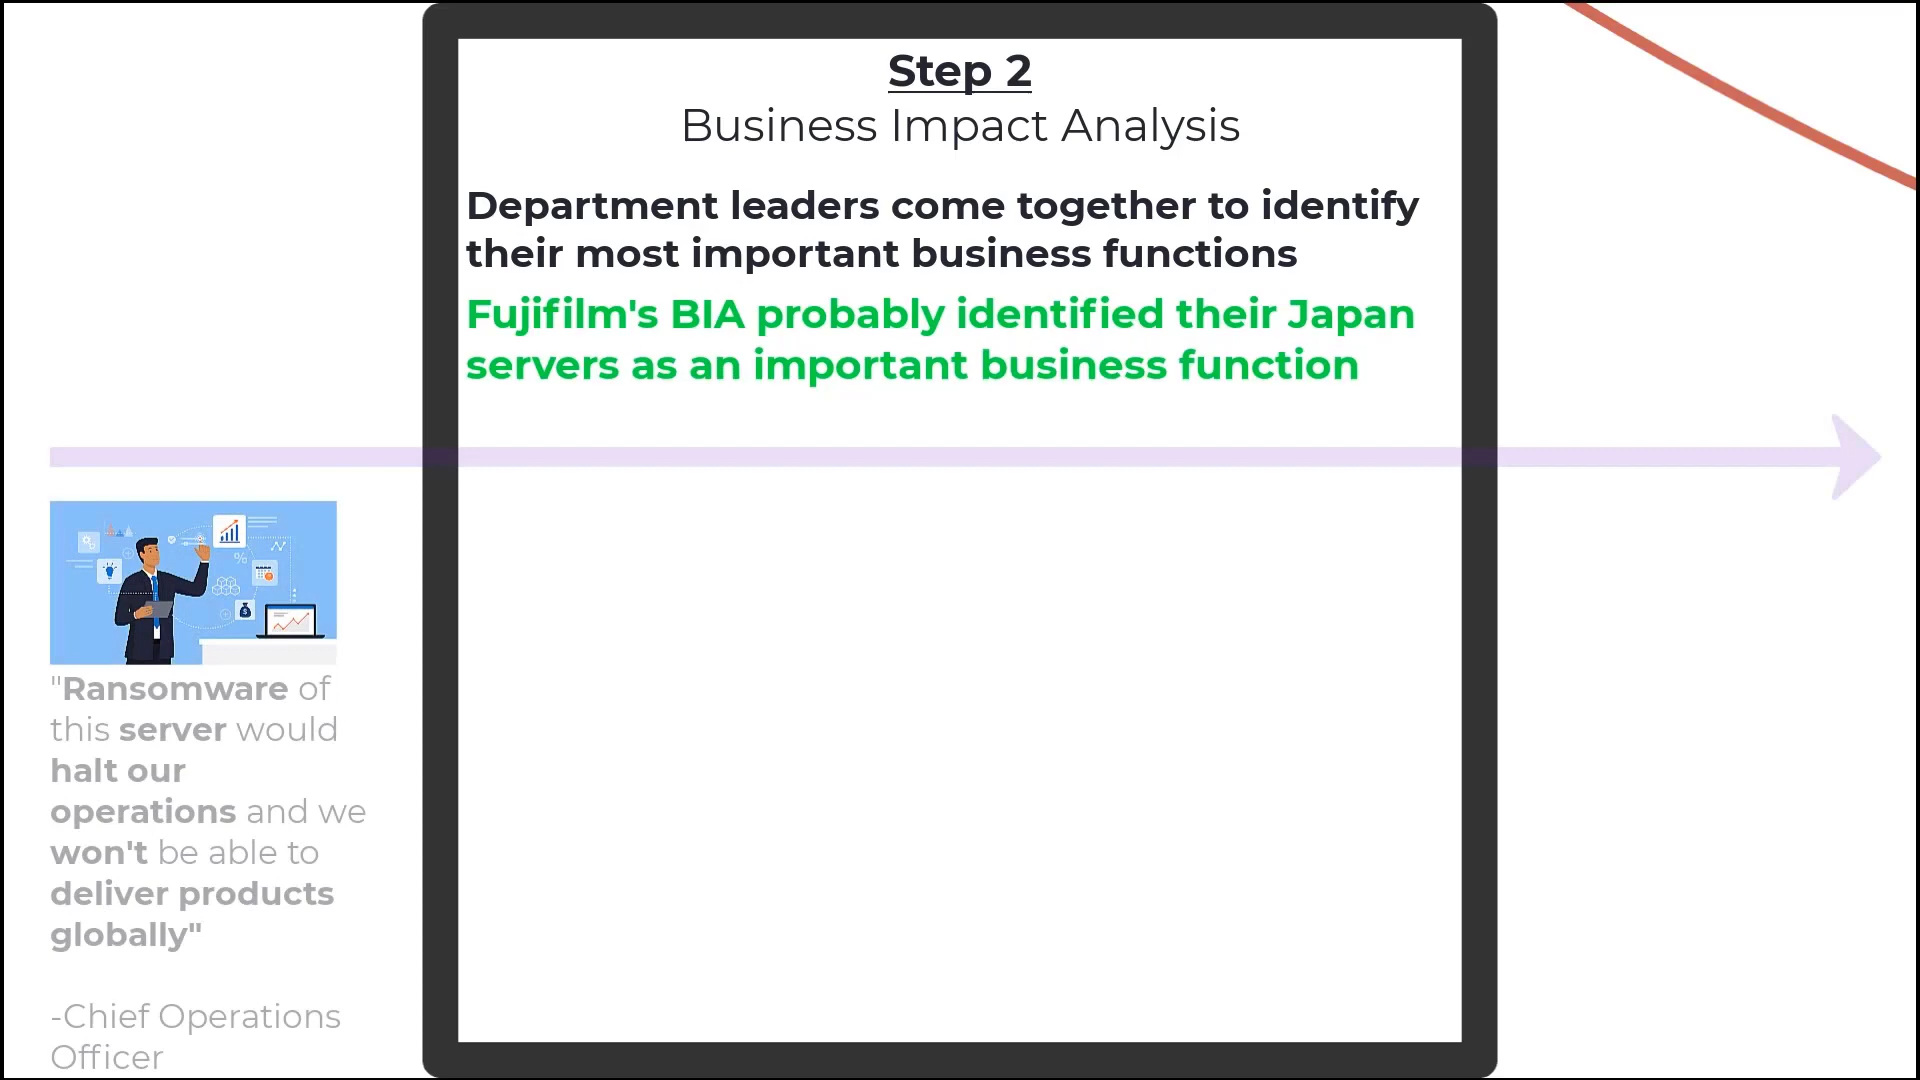 Step 2
Business Impact Analysis
Department leaders come together to identify
their most important business functions
Fujifilm's BIA probably identified their Japan
servers as an important business function
"Ransomware of
this server would
halt our
operations and we
won't be able to
deliver products
globally"
-Chief Operations
Officer